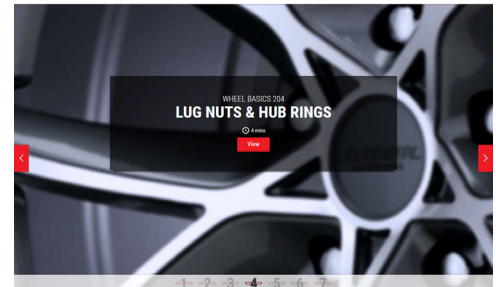 WHEEL BASICS 204
LUG NUTS & HUB RINGS
4 mins
View
1 2 3 4 5 6 7